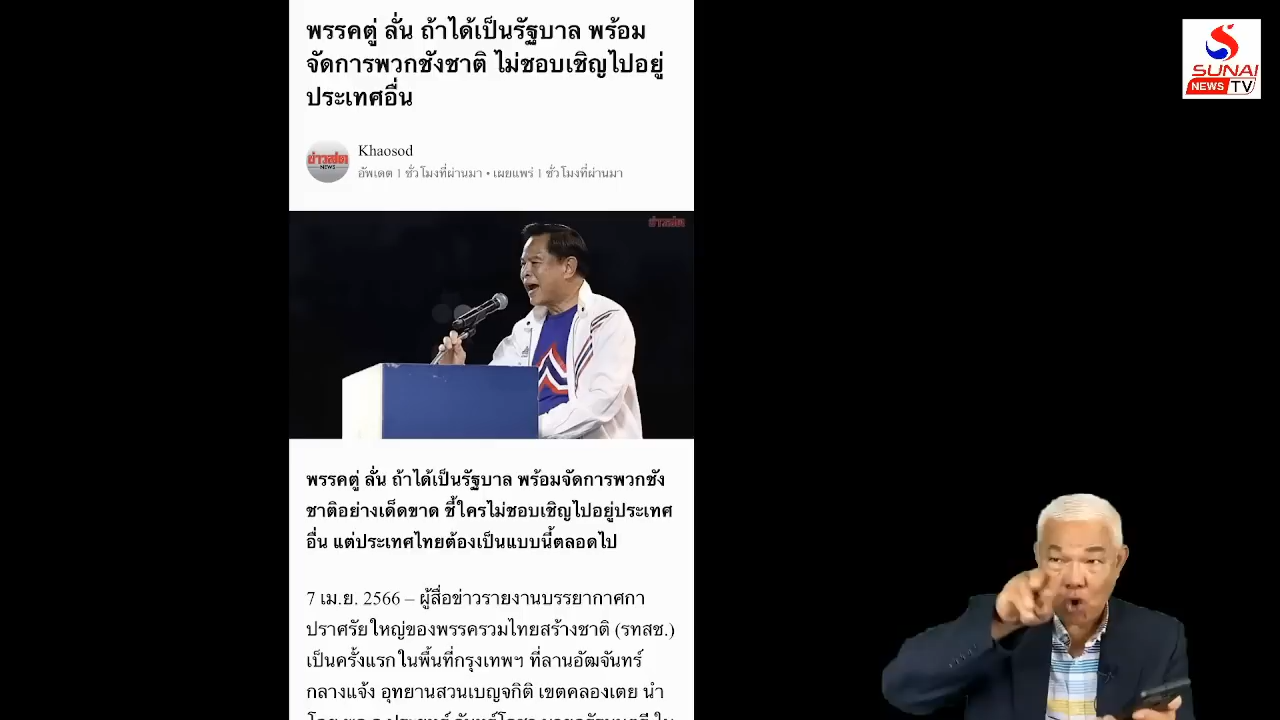 พรรคตู่ ลั่น ถ้าได้เป็นรัฐบาล พร้อม
จัดการพวกชังชาติ ไม่ชอบเชิญไปอยู่
ประเทศอื่น
ข่าวสด
NEWS
Khaosod
อัพเดต 1 ชั่วโมงที่ผ่านมา • เผยแพร่ 1 ชั่วโมงที่ผ่านมา
ข่าวสด
พรรคตู่ ลั่น ถ้าได้เป็นรัฐบาล พร้อมจัดการพวกชัง
ชาติอย่างเด็ดขาด ชี้ใครไม่ชอบเชิญไปอยู่ประเทศ
อื่น แต่ประเทศไทยต้องเป็นแบบนี้ตลอดไป
7 เม.ย. 2566 – ผู้สื่อข่าวรายงานบรรยากาศกา
ปราศรัยใหญ่ของพรรครวมไทยสร้างชาติ (รทสช.)
เป็นครั้งแรกในพื้นที่กรุงเทพฯ ที่ลานอัฒจันทร์
กลางแจ้ง อุทยานสวนเบญจกิติ เขตคลองเตย นำ
SUNAI
NEWS TV